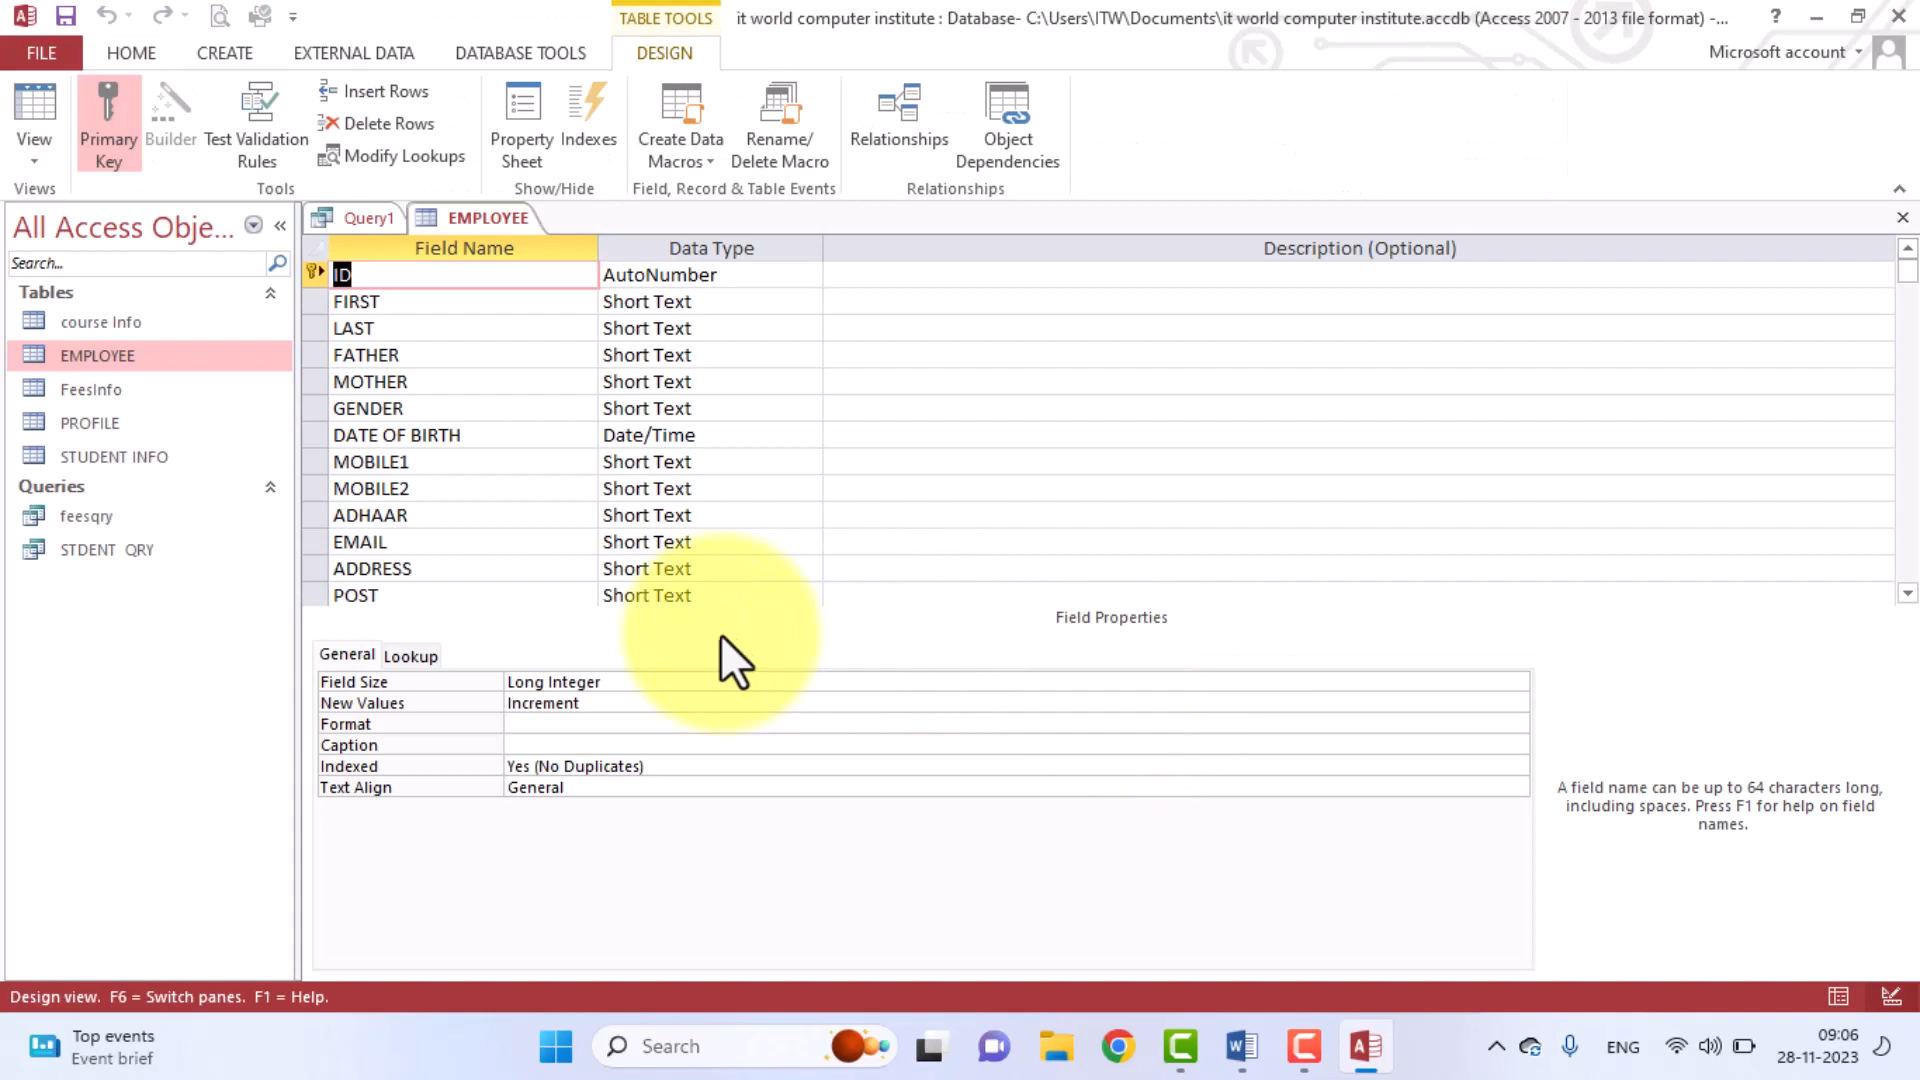 TABLE TOOLS
it world computer institute : Database- C:\Users\ITW\Documents\it world computer institute.accdb (Access 2007 - 2013 file format) -...
?
FILE
HOME
CREATE
EXTERNAL DATA
DATABASE TOOLS
DESIGN
Microsoft account
View
Primary Key
Builder
Test Validation Rules
Insert Rows
Delete Rows
Modify Lookups
Property Sheet
Indexes
Create Data Macros
Rename/ Delete Macro
Relationships
Object Dependencies
Views
Tools
Show/Hide
Field, Record & Table Events
Relationships
All Access Obje...
Search...
Tables
course Info
EMPLOYEE
FeesInfo
PROFILE
STUDENT INFO
Queries
feesqry
STDENT QRY
Query1
EMPLOYEE
Field Name Data Type Description (Optional)
ID AutoNumber
FIRST Short Text
LAST Short Text
FATHER Short Text
MOTHER Short Text
GENDER Short Text
DATE OF BIRTH Date/Time
MOBILE1 Short Text
MOBILE2 Short Text
ADHAAR Short Text
EMAIL Short Text
ADDRESS Short Text
POST Short Text
Field Properties
General Lookup
Field Size Long Integer
New Values Increment
Format
Caption
Indexed Yes (No Duplicates)
Text Align General
A field name can be up to 64 characters long,
including spaces. Press F1 for help on field
names.
Design view. F6 = Switch panes. F1 = Help.
Top events
Event brief
Search
ENG
09:06
28-11-2023